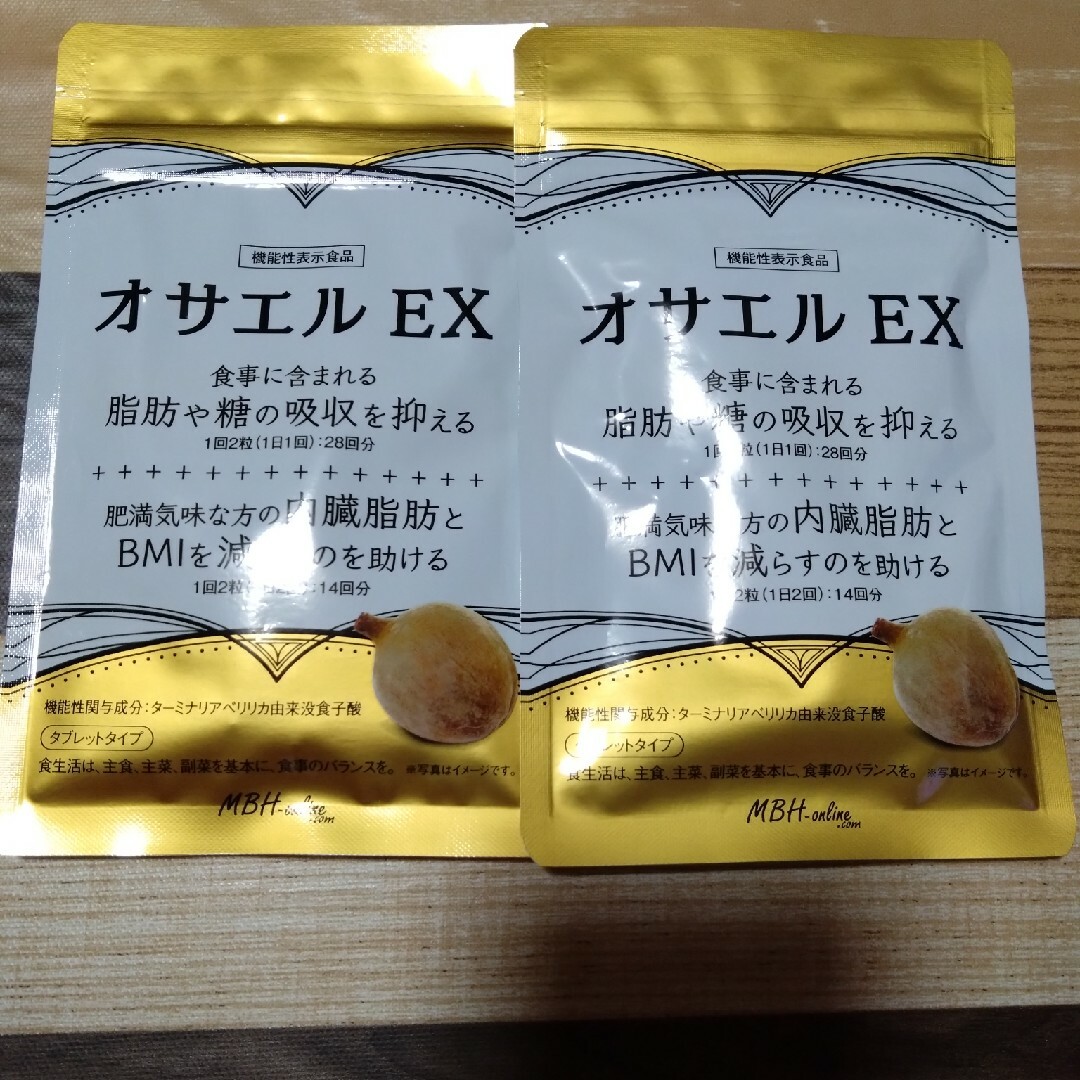 機能性表示食品
オサエル EX
食事に含まれる
脂肪や糖の吸収を抑える
1回2粒(1日1回):28回分
++++++++++++++
肥満気味な方の内臓脂肪と
BMIを減 のを助ける
1回2粒 日2回):14回分
機能性関与成分:ターミナリアベリリカ由来没食子酸
タブレットタイプ
食生活は、主食、主菜、副菜を基本に、食事のバランスを。 ※写真はイメージです。
MBH-online.com
機能性表示食品
オサエル EX
食事に含まれる
脂肪や糖の吸収を抑える
1回 粒(1日1回):28回分
++++++++++++++
肥満気味な方の内臓脂肪と
BMIを減らすのを助ける
2粒(1日2回):14回分
機能性関与成分:ターミナリアベリリカ由来没食子酸
レットタイプ
食生活は、主食、主菜、副菜を基本に、食事のバランスを。 ※写真はイメージです。
MBH-online.com